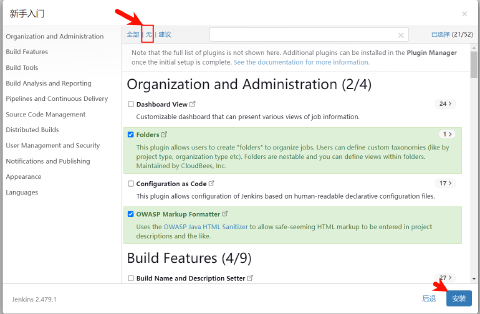 新手入门
Organization and Administration
Build Features
Build Tools
Build Analysis and Reporting
Pipelines and Continuous Delivery
Source Code Management
Distributed Builds
User Management and Security
Notifications and Publishing
Appearance
Languages
全部 | 无 | 建议
已选择 (21/52)
Note that the full list of plugins is not shown here. Additional plugins can be installed in the Plugin Manager
once the initial setup is complete. See the documentation for more information.
Organization and Administration (2/4)
Dashboard View 24
Customizable dashboard that can present various views of job information.
Folders 1
This plugin allows users to create "folders" to organize jobs. Users can define custom taxonomies (like by
project type, organization type etc). Folders are nestable and you can define views within folders.
Maintained by CloudBees, Inc.
Configuration as Code 17
This plugin allows configuration of Jenkins based on human-readable declarative configuration files.
OWASP Markup Formatter
Uses the OWASP Java HTML Sanitizer to allow safe-seeming HTML markup to be entered in project
descriptions and the like.
Build Features (4/9)
Build Name and Description Setter 27
Jenkins 2.479.1
后退
安装